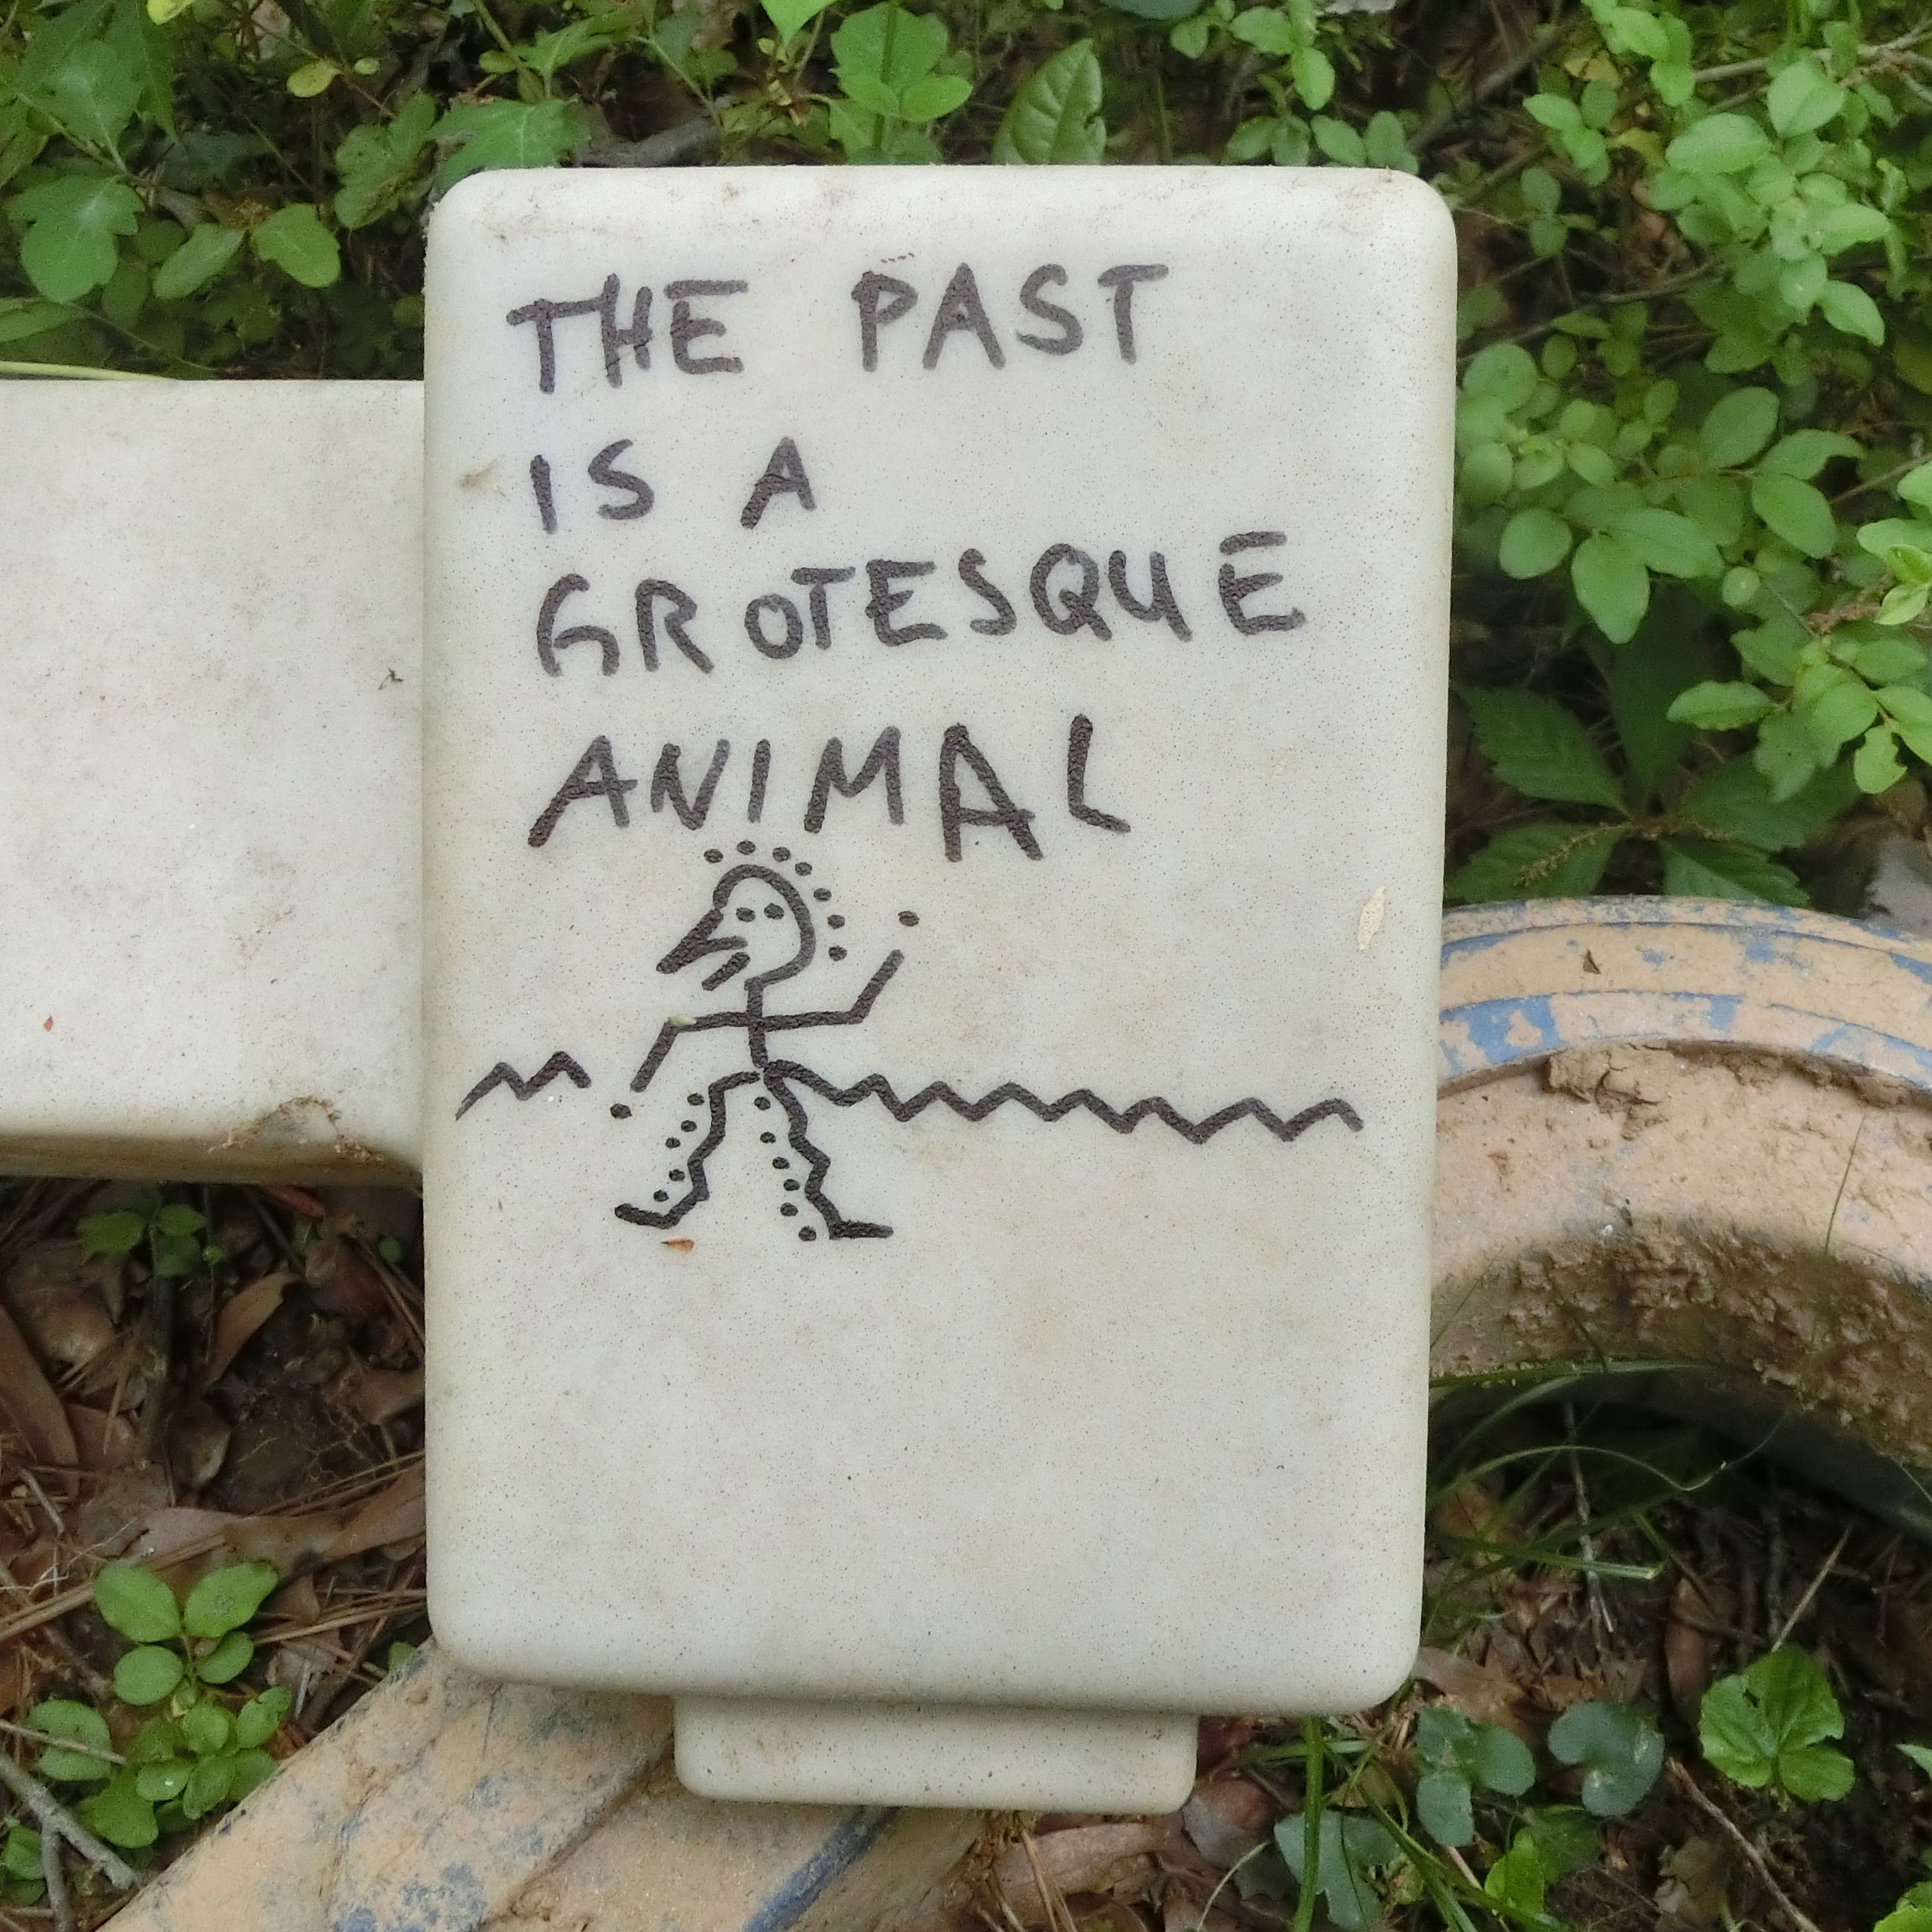 THE PAST
IS A
GROTESQUE
ANIMAL